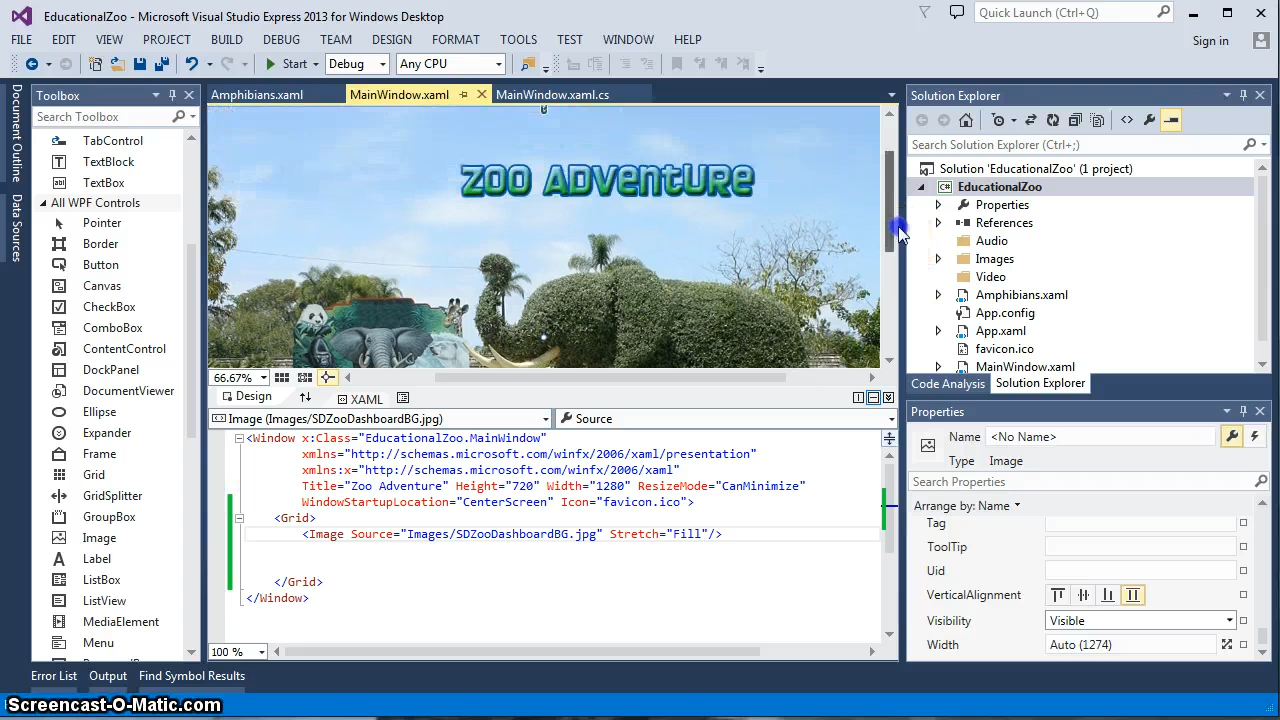 EducationalZoo - Microsoft Visual Studio Express 2013 for Windows Desktop
Quick Launch (Ctrl+Q)
FILE EDIT VIEW PROJECT BUILD DEBUG TEAM DESIGN FORMAT TOOLS TEST WINDOW HELP
Sign in
Start Debug Any CPU
Document Outline
Data Sources
Toolbox
Search Toolbox
TabControl
TextBlock
TextBox
All WPF Controls
Pointer
Border
Button
Canvas
CheckBox
ComboBox
ContentControl
DockPanel
DocumentViewer
Ellipse
Expander
Frame
Grid
GridSplitter
GroupBox
Image
Label
ListBox
ListView
MediaElement
Menu
Amphibians.xaml MainWindow.xaml MainWindow.xaml.cs
Zoo Adventure
66.67%
Design XAML
Image (Images/SDZooDashboardBG.jpg) Source
<Window x:Class="EducationalZoo.MainWindow"
xmlns="http://schemas.microsoft.com/winfx/2006/xaml/presentation"
xmlns:x="http://schemas.microsoft.com/winfx/2006/xaml"
Title="Zoo Adventure" Height="720" Width="1280" ResizeMode="CanMinimize"
WindowStartupLocation="CenterScreen" Icon="favicon.ico">
<Grid>
<Image Source="Images/SDZooDashboardBG.jpg" Stretch="Fill"/>
</Grid>
</Window>
100 %
Solution Explorer
Search Solution Explorer (Ctrl+;)
Solution 'EducationalZoo' (1 project)
C# EducationalZoo
Properties
References
Audio
Images
Video
Amphibians.xaml
App.config
App.xaml
favicon.ico
MainWindow.xaml
Code Analysis Solution Explorer
Properties
Name <No Name>
Type Image
Search Properties
Arrange by: Name
Tag
ToolTip
Uid
VerticalAlignment
Visibility Visible
Width Auto (1274)
Error List Output Find Symbol Results
Screencast-O-Matic.com